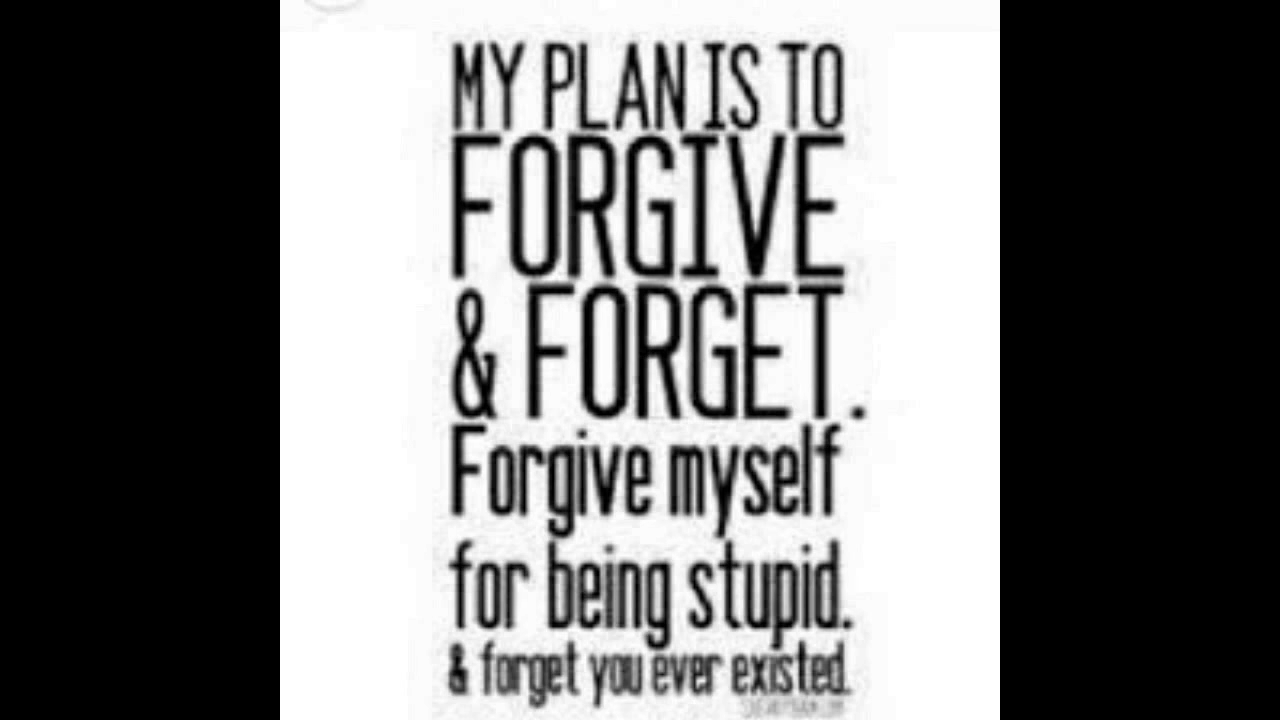 MY PLAN IS TO
FORGIVE
& FORGET.
Forgive myself
for being stupid.
& forget you ever existed.